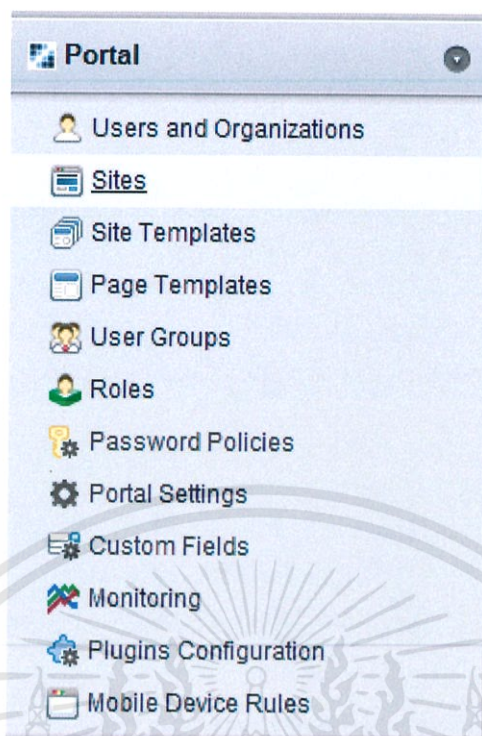 Portal
Users and Organizations
Sites
Site Templates
Page Templates
User Groups
Roles
Password Policies
Portal Settings
Custom Fields
Monitoring
Plugins Configuration
Mobile Device Rules